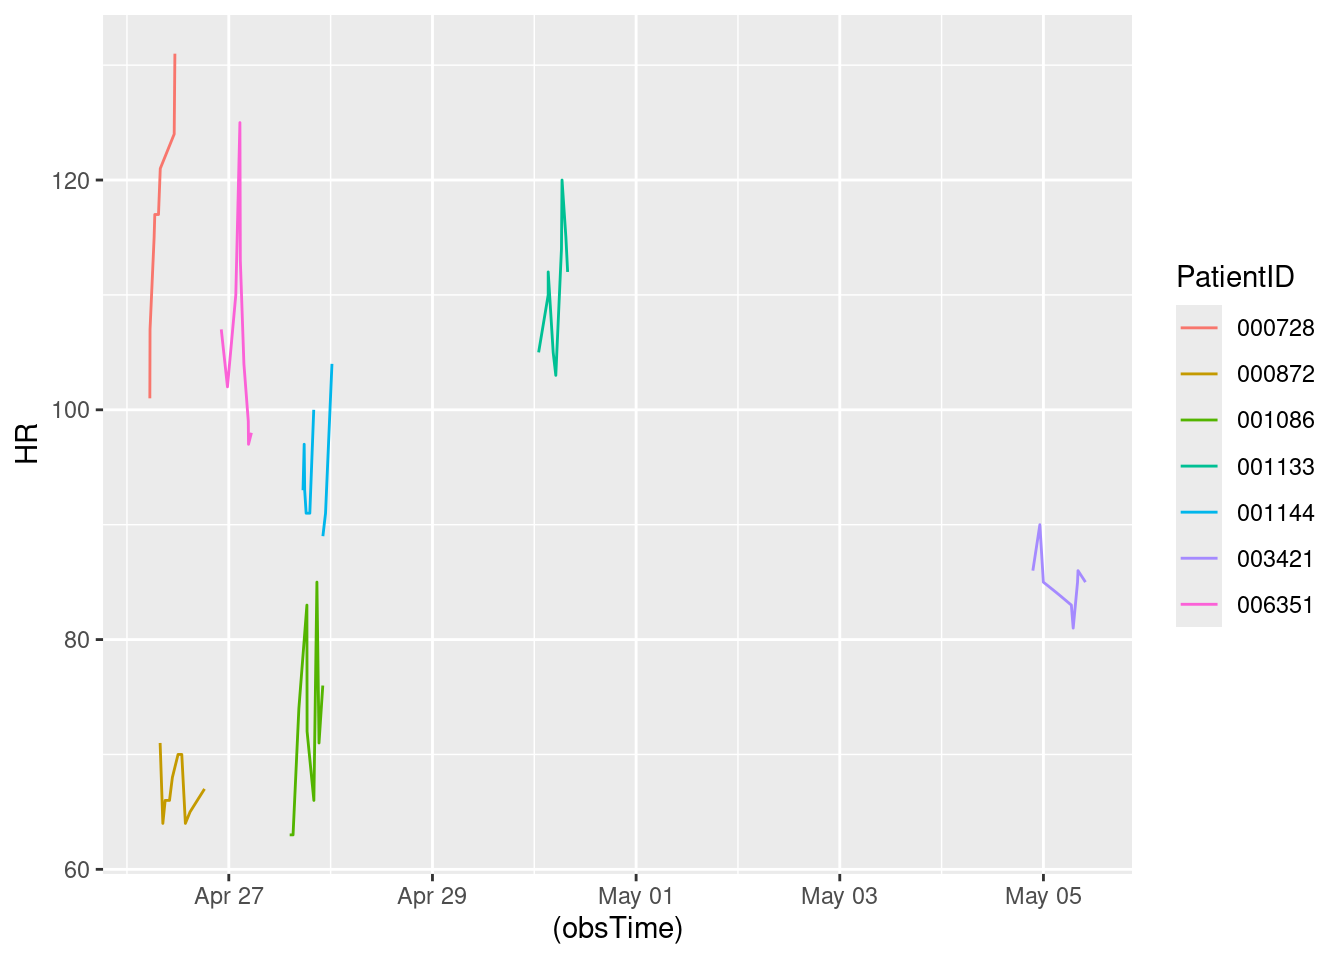 120
100
80
60
HR
Apr 27
Apr 29
May 01
May 03
May 05
(obsTime)
PatientID
000728
000872
001086
001133
001144
003421
006351